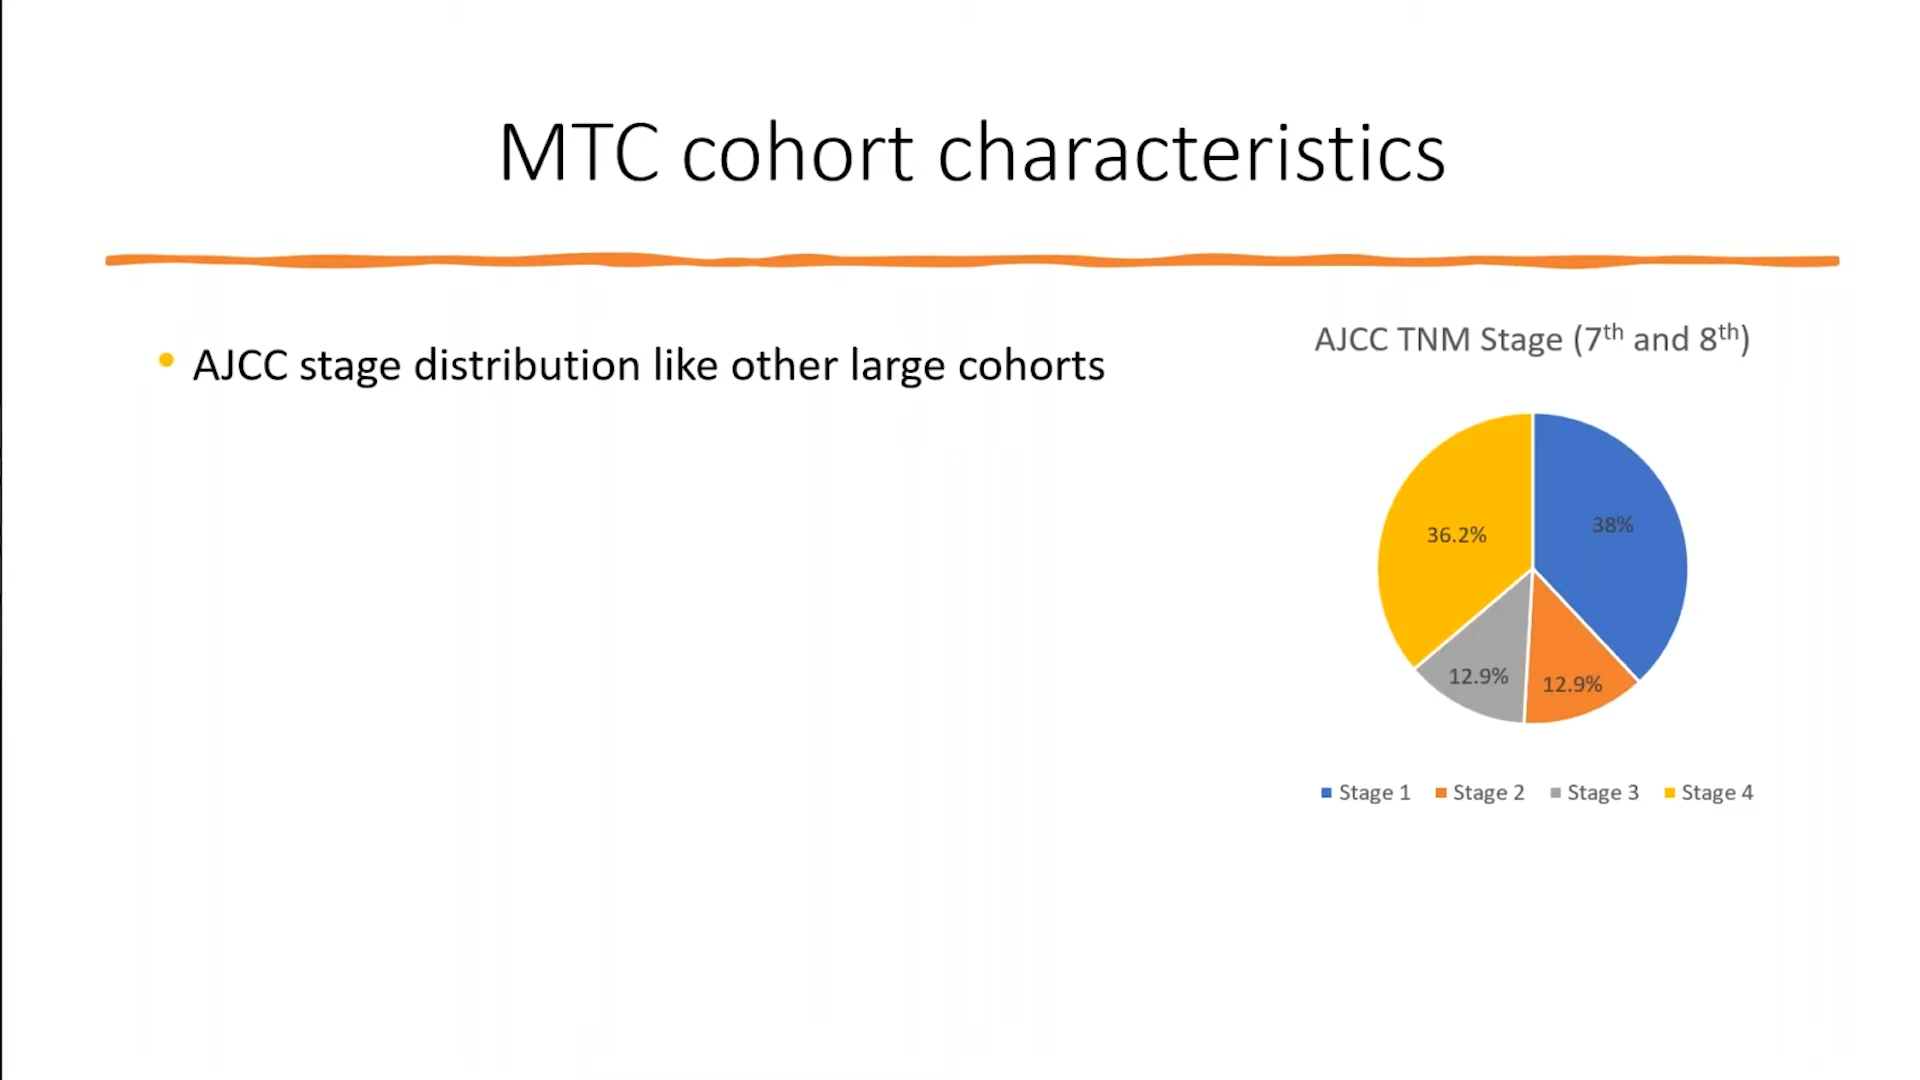 MTC cohort characteristics
• AJCC stage distribution like other large cohorts
AJCC TNM Stage (7th and 8th)
38%
36.2%
12.9%
12.9%
Stage 1 Stage 2 Stage 3 Stage 4